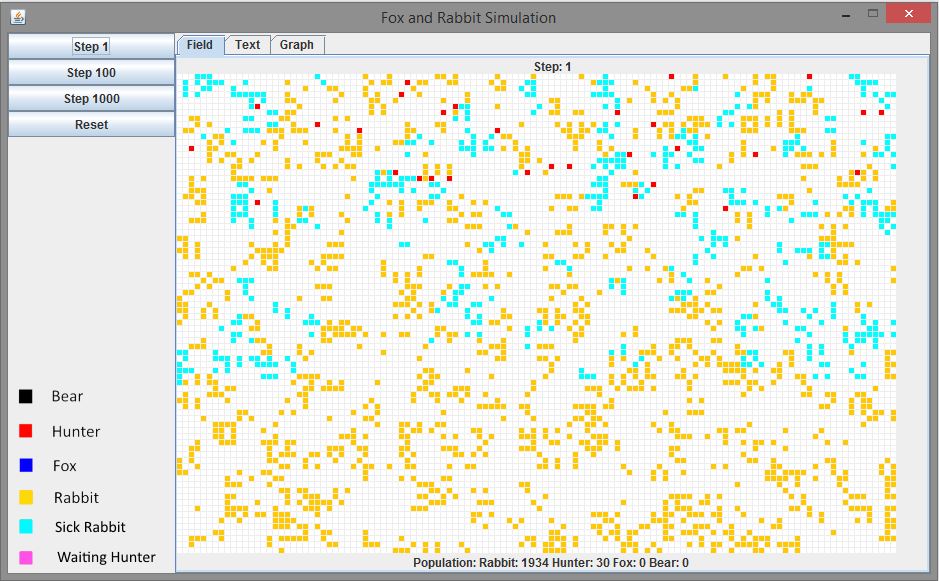 Fox and Rabbit Simulation
Step 1
Step 100
Step 1000
Reset
Field Text Graph
Step: 1
Bear
Hunter
Fox
Rabbit
Sick Rabbit
Waiting Hunter
Population: Rabbit: 1934 Hunter: 30 Fox: 0 Bear: 0